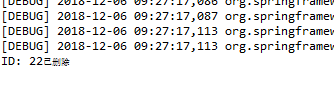 [DEBUG] 2018-12-06 09:27:17,086 org.springframew
[DEBUG] 2018-12-06 09:27:17,087 org.springframew
[DEBUG] 2018-12-06 09:27:17,113 org.springframew
[DEBUG] 2018-12-06 09:27:17,113 org.springframew
ID: 22已删除